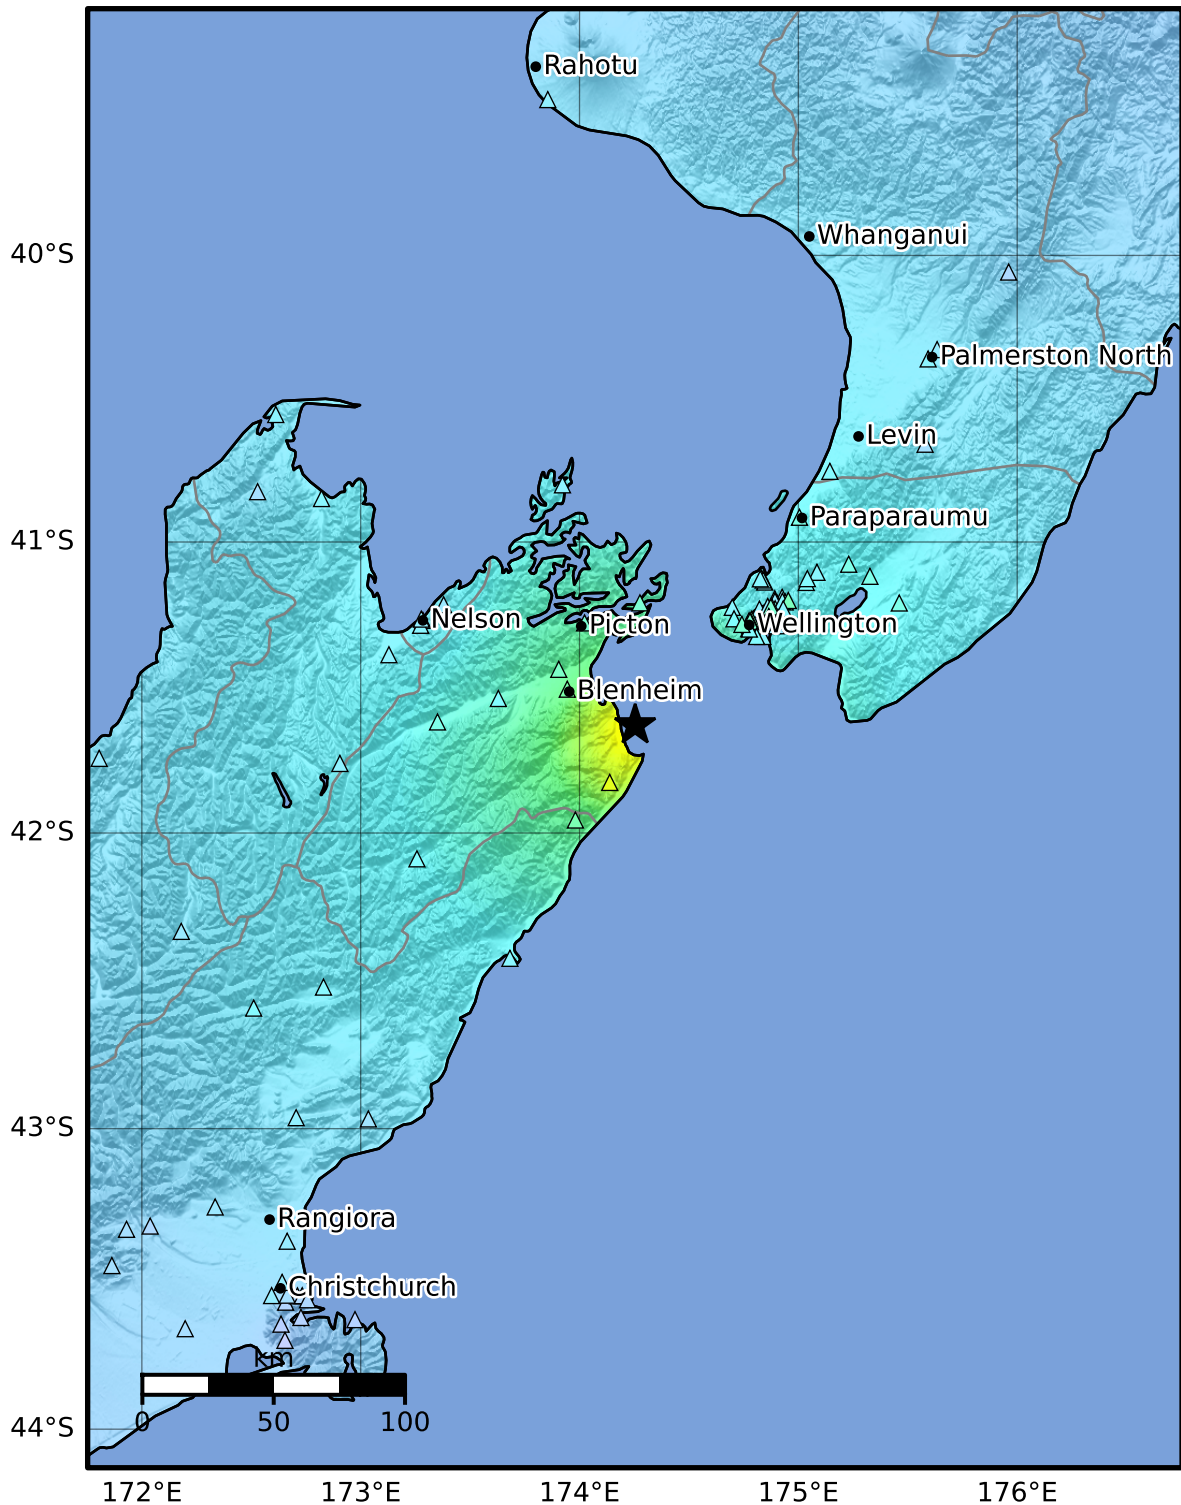 Rahotu
Whanganui
40°S
Palmerston North
Levin
Paraparaumu
41°S
Nelson
Picton
Wellington
Blenheim
42°S
43°S
Rangiora
Christchurch
km
0 50 100
44°S
172°E 173°E 174°E 175°E 176°E